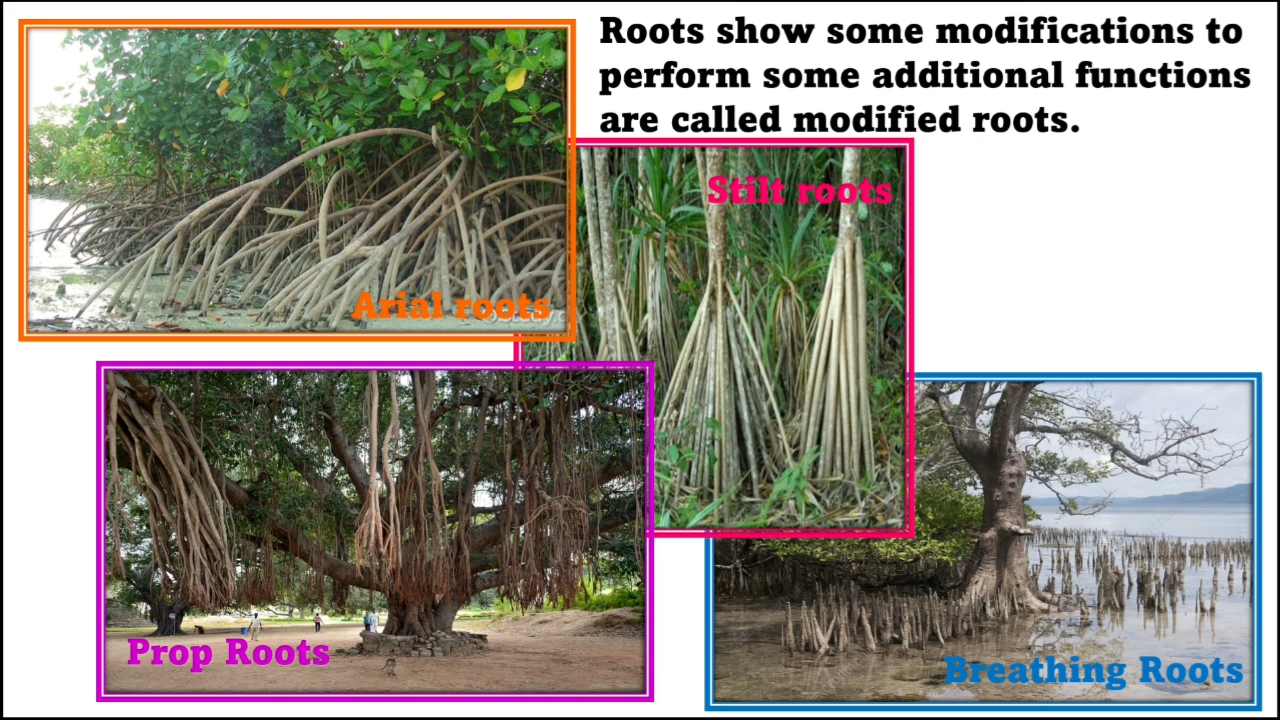 Roots show some modifications to
perform some additional functions
are called modified roots.
Stilt roots
Arial roots
Prop Roots
Breathing Roots